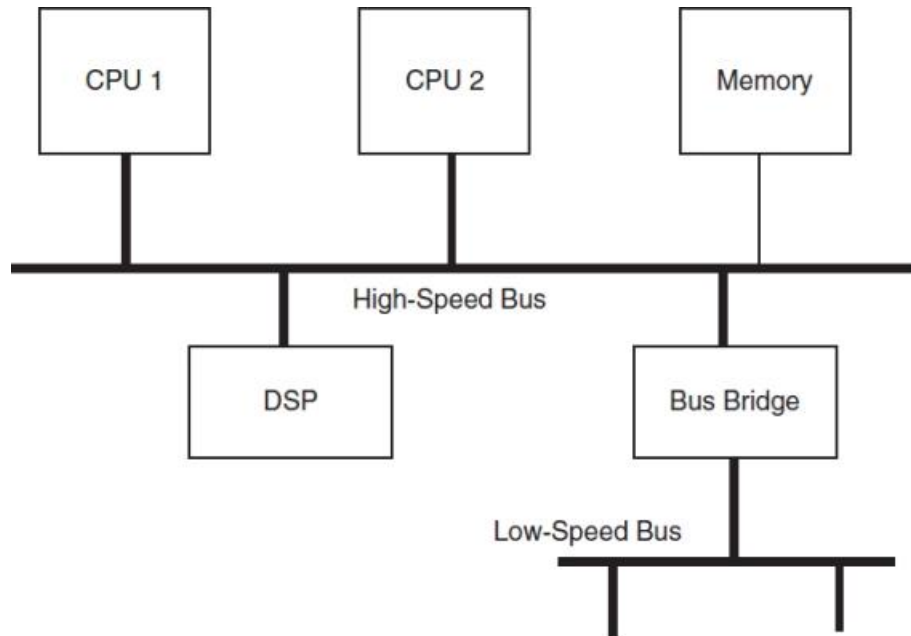 CPU 1
CPU 2
Memory
High-Speed Bus
DSP
Bus Bridge
Low-Speed Bus